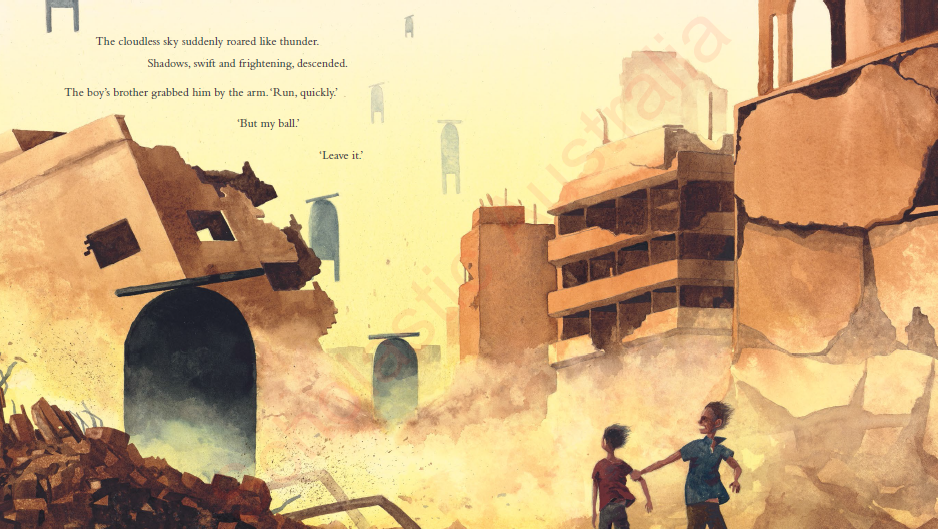 The cloudless sky suddenly roared like thunder.
Shadows, swift and frightening, descended.
The boy's brother grabbed him by the arm. 'Run, quickly.'
'But my ball.'
'Leave it.'
lastic Australia